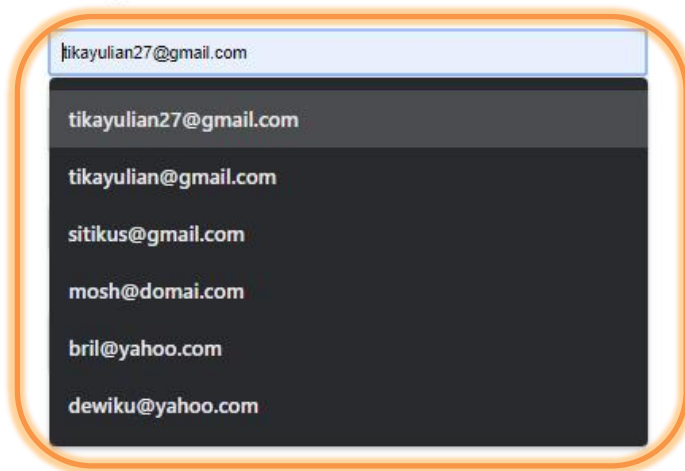 tikayulian27@gmail.com
tikayulian27@gmail.com
tikayulian@gmail.com
sitikus@gmail.com
mosh@domai.com
bril@yahoo.com
dewiku@yahoo.com